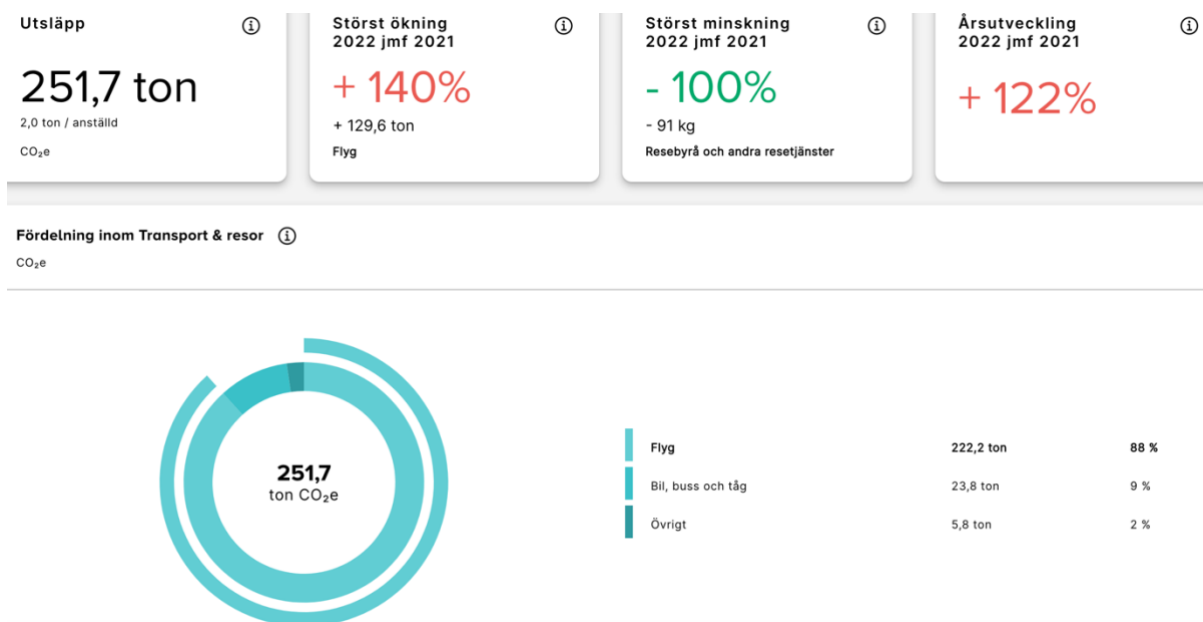 Utsläpp
251,7 ton
2,0 ton / anställd
CO₂e
Störst ökning
2022 jmf 2021
+ 140%
+ 129,6 ton
Flyg
Störst minskning
2022 jmf 2021
- 100%
- 91 kg
Resebyrå och andra resetjänster
Årsutveckling
2022 jmf 2021
+ 122%
Fördelning inom Transport & resor
CO₂e
251,7
ton CO₂e
Flyg 222,2 ton 88 %
Bil, buss och tåg 23,8 ton 9 %
Övrigt 5,8 ton 2 %